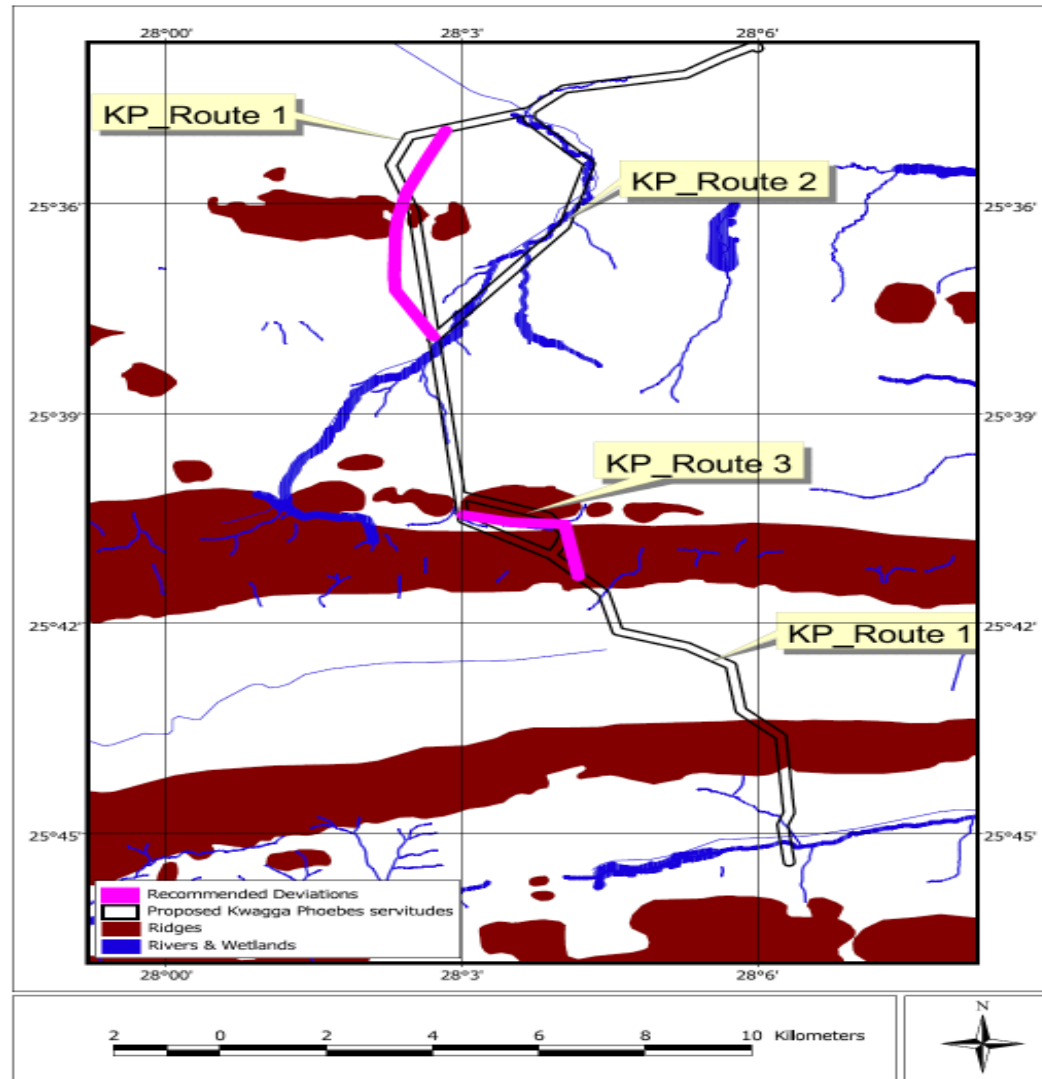 28°00' 28°3' 28°6'
KP_Route 1
KP_Route 2
25°36' 25°36'
25°39' 25°39'
KP_Route 3
25°42' 25°42'
KP_Route 1
25°45' 25°45'
Recommended Deviations
Proposed Kwagga Phoebes servitudes
Ridges
Rivers & Wetlands
28°00' 28°3' 28°6'
2 0 2 4 6 8 10 Kilometers
N